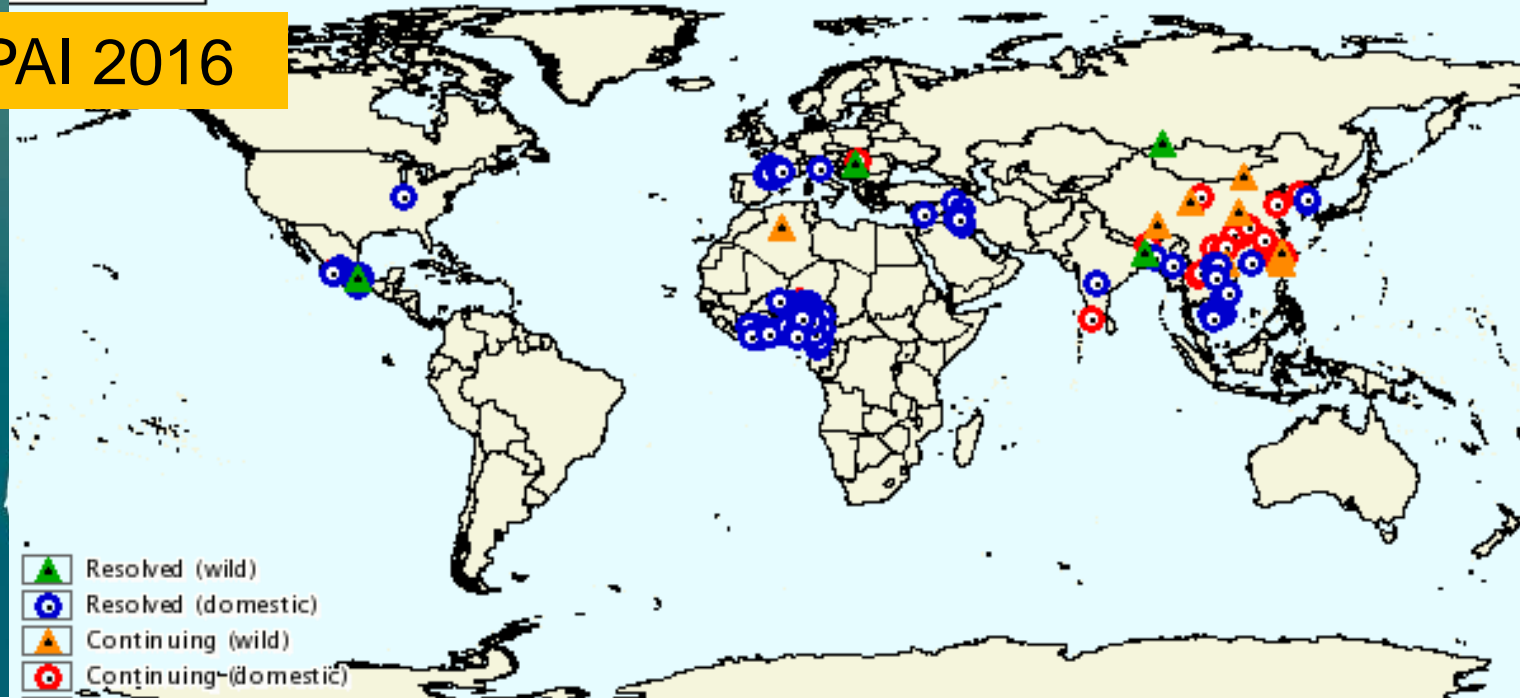 PAI 2016
Resolved (wild)
Resolved (domestic)
Continuing (wild)
Continuing (domestic)